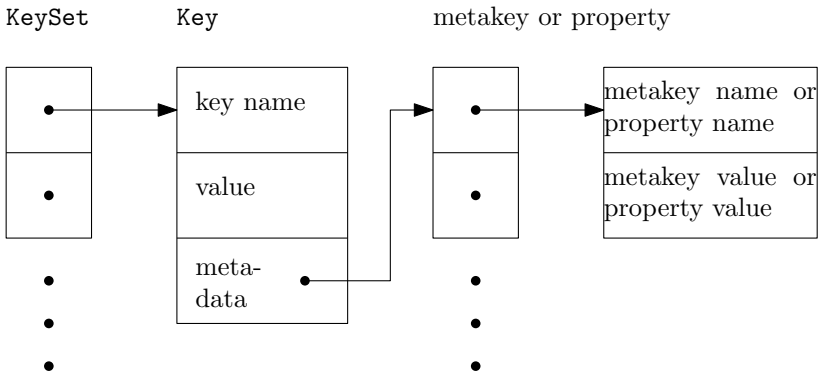 KeySet
Key
metakey or property
key name
value
meta-
data
metakey name or
property name
metakey value or
property value